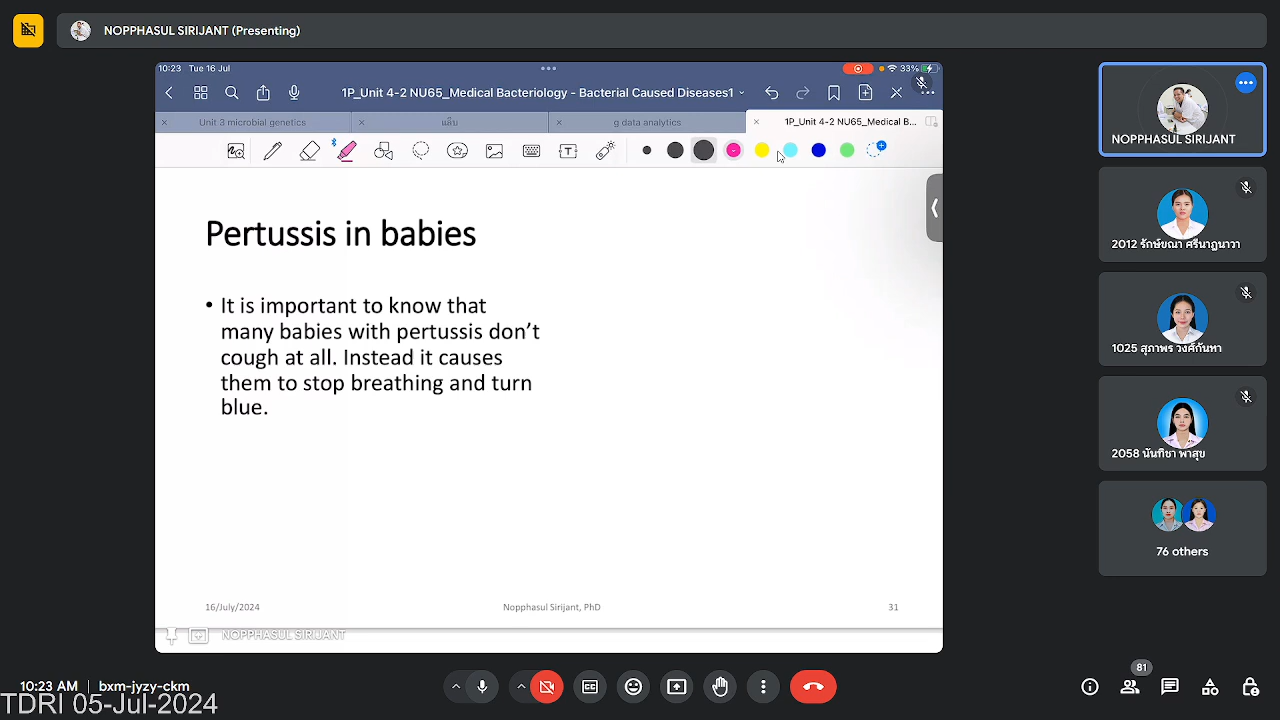 NOPPHASUL SIRIJANT (Presenting)
10:23 Tue 16 Jul
33%
1P_Unit 4-2 NU65_Medical Bacteriology - Bacterial Caused Diseases1
Unit 3 microbial genetics
แล็บ
g data analytics
1P_Unit 4-2 NU65_Medical B...
Pertussis in babies
• It is important to know that
many babies with pertussis don’t
cough at all. Instead it causes
them to stop breathing and turn
blue.
16/July/2024
Nopphasul Sirijant, PhD
31
NOPPHASUL SIRIJANT
NOPPHASUL SIRIJANT
2012 รักษ์ขณา ศรีนาฏนาวา
1025 สุภาพร วงศ์กันทา
2058 นันทิชา พาสุข
76 others
10:23 AM
bxm-jyzy-ckm
81
TDRI 05-Jul-2024